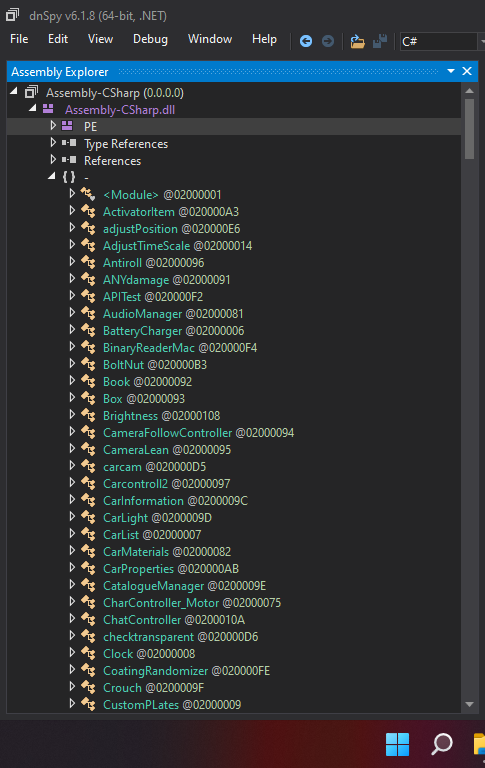 dnSpy v6.1.8 (64-bit, .NET)
File Edit View Debug Window Help C#
Assembly Explorer
Assembly-CSharp (0.0.0.0)
Assembly-CSharp.dll
PE
Type References
References
{ } -
<Module> @02000001
ActivatorItem @020000A3
adjustPosition @020000E6
AdjustTimeScale @02000014
Antiroll @02000096
ANYdamage @02000091
APITest @020000F2
AudioManager @02000081
BatteryCharger @02000006
BinaryReaderMac @020000F4
BoltNut @020000B3
Book @02000092
Box @02000093
Brightness @02000108
CameraFollowController @02000094
CameraLean @02000095
carcam @020000D5
Carcontroll2 @02000097
CarInformation @0200009C
CarLight @0200009D
CarList @02000007
CarMaterials @02000082
CarProperties @020000AB
CatalogueManager @0200009E
CharController_Motor @02000075
ChatController @0200010A
checktransparent @020000D6
Clock @02000008
CoatingRandomizer @020000FE
Crouch @0200009F
CustomPLates @02000009